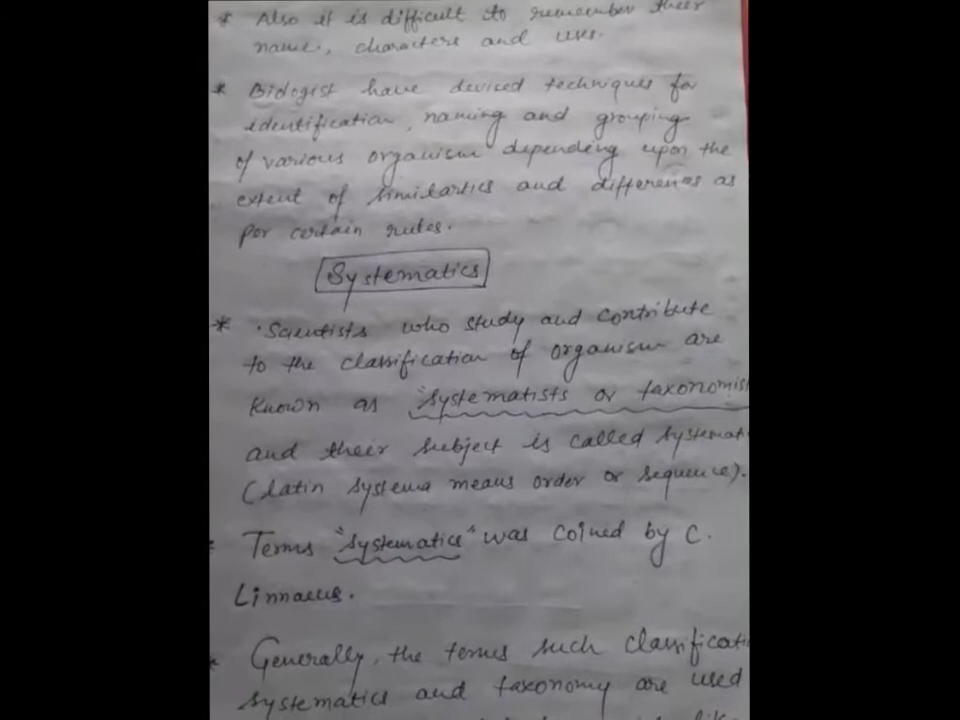 * Also it is difficult to remember their
name, characters and uses.
* Biologist have deviced techniques for
identification, naming and grouping
of various organism depending upon the
extent of similartics and differences as
per certain rules.
Systematics
* Scientists who study and contribute
to the classification of organism are
known as "systematists or taxonomis
and their subject is called systemat
(latin systema means order or sequence).
* Terms "systematics" was coined by C.
Linnaeus.
* Generally, the terms such classificati
systematics and taxonomy are used